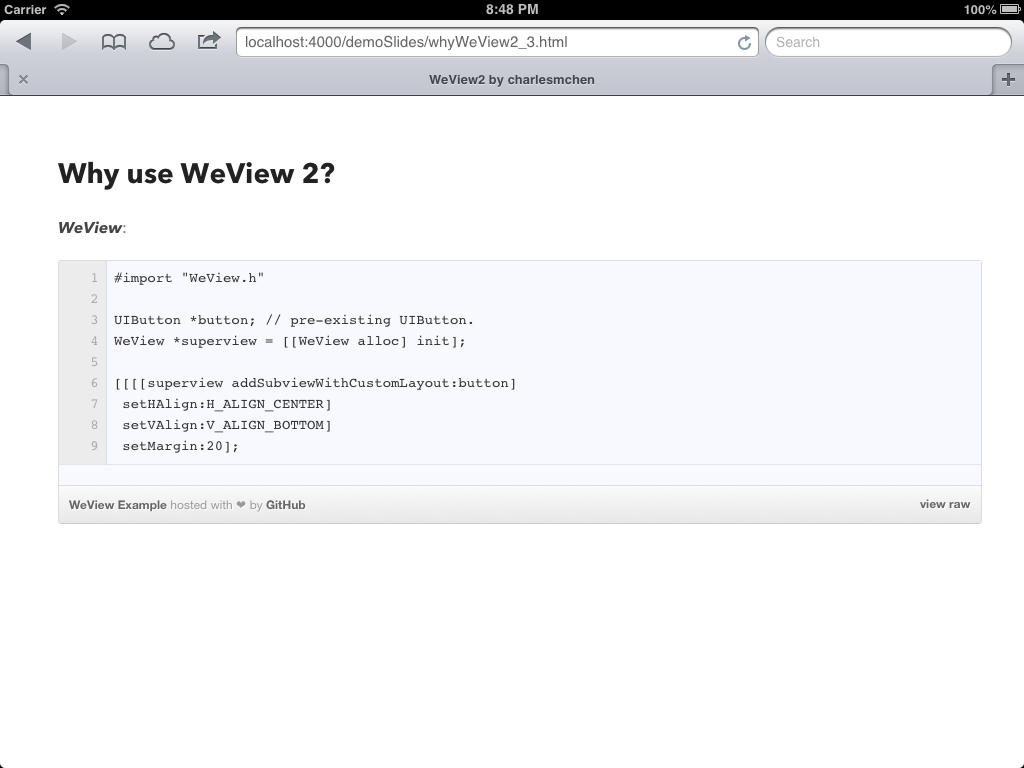 Carrier 8:48 PM 100%
localhost:4000/demoSlides/whyWeView2_3.html Search
WeView2 by charlesmchen
Why use WeView 2?
WeView:
1 #import "WeView.h"
2
3 UIButton *button; // pre-existing UIButton.
4 WeView *superview = [[WeView alloc] init];
5
6 [[[[superview addSubviewWithCustomLayout:button]
7 setHAlign:H_ALIGN_CENTER]
8 setVAlign:V_ALIGN_BOTTOM]
9 setMargin:20];
WeView Example hosted with ❤ by GitHub view raw